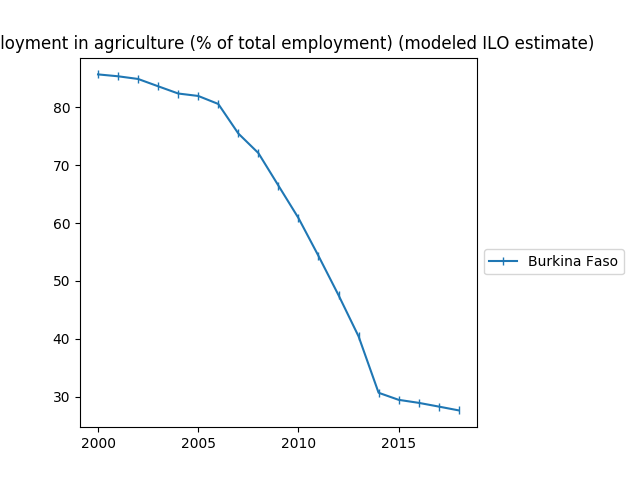 loyment in agriculture (% of total employment) (modeled ILO estimate)
80
70
60
50
40
30
Burkina Faso
2000 2005 2010 2015